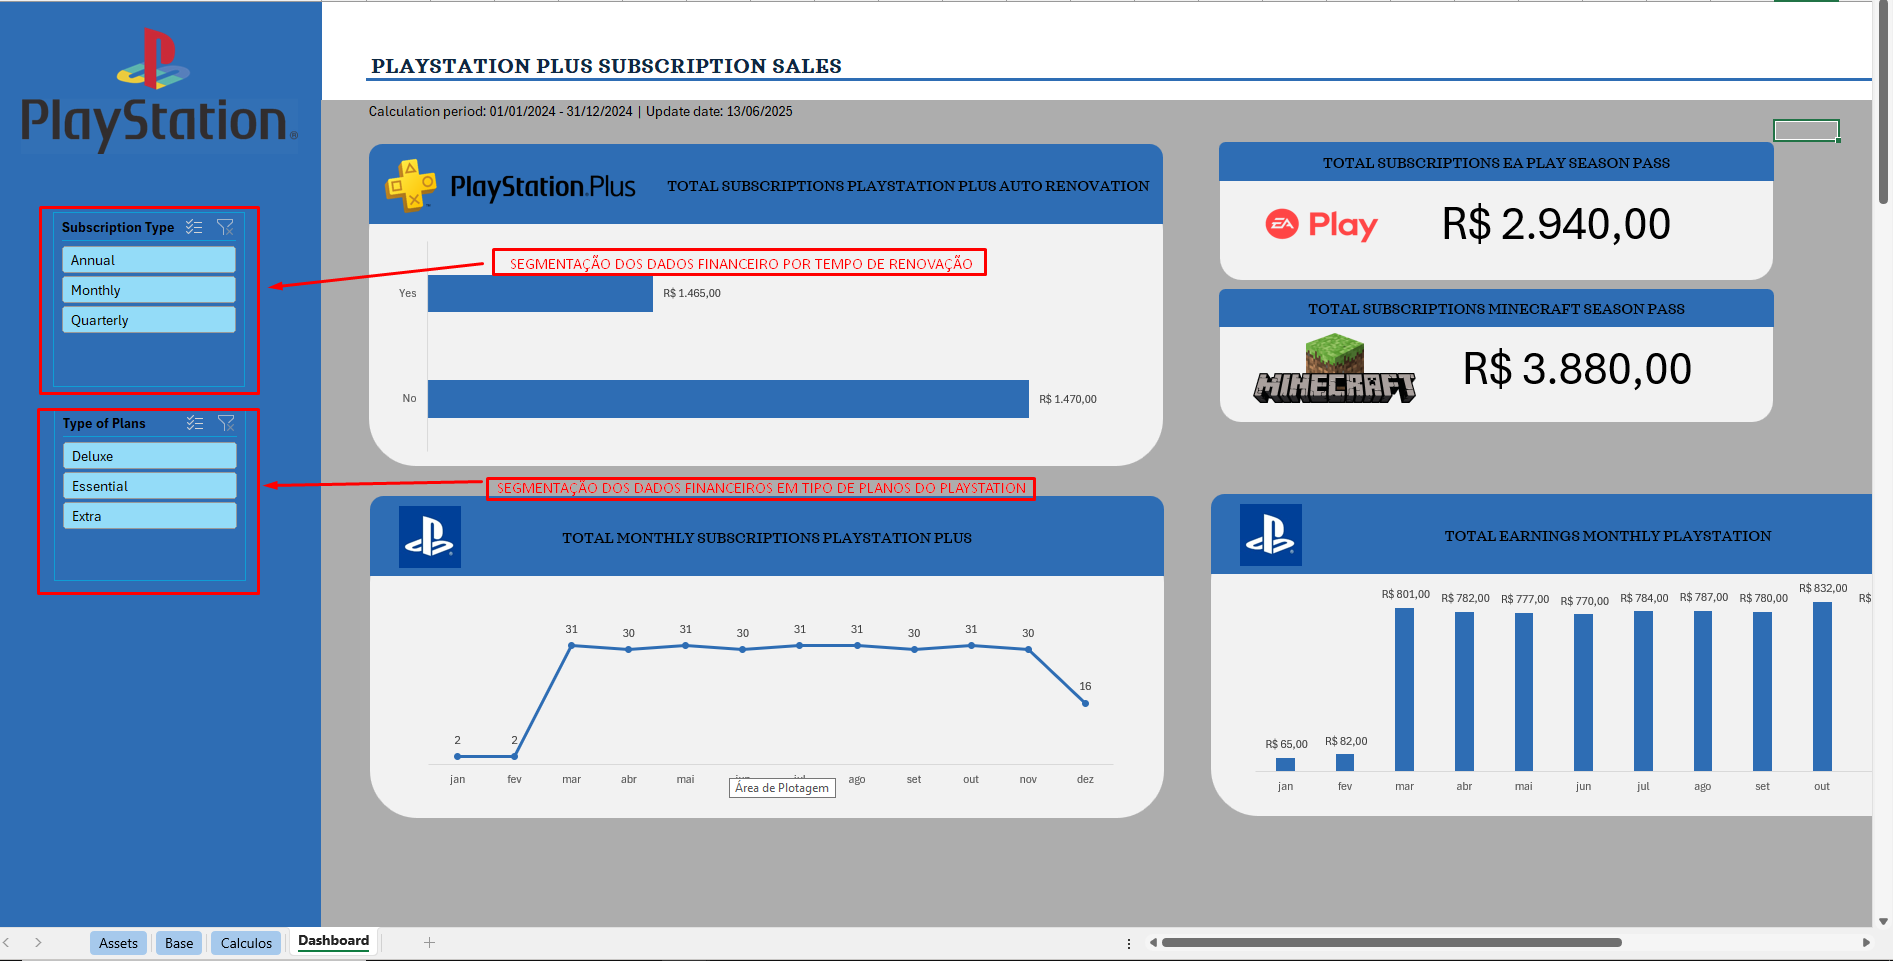 PlayStation®
PLAYSTATION PLUS SUBSCRIPTION SALES
Calculation period: 01/01/2024 - 31/12/2024 | Update date: 13/06/2025
Subscription Type
Annual
Monthly
Quarterly
Type of Plans
Deluxe
Essential
Extra
PlayStation.Plus
TOTAL SUBSCRIPTIONS PLAYSTATION PLUS AUTO RENOVATION
SEGMENTAÇÃO DOS DADOS FINANCEIRO POR TEMPO DE RENOVAÇÃO
Yes
R$ 1.465,00
No
R$ 1.470,00
TOTAL SUBSCRIPTIONS EA PLAY SEASON PASS
EA Play
R$ 2.940,00
TOTAL SUBSCRIPTIONS MINECRAFT SEASON PASS
MINECRAFT
R$ 3.880,00
SEGMENTAÇÃO DOS DADOS FINANCEIROS EM TIPO DE PLANOS DO PLAYSTATION
TOTAL MONTHLY SUBSCRIPTIONS PLAYSTATION PLUS
2 2 31 30 31 30 31 31 30 31 30 16
jan fev mar abr mai ago set out nov dez
Área de Plotagem
TOTAL EARNINGS MONTHLY PLAYSTATION
R$ 65,00 R$ 82,00 R$ 801,00 R$ 782,00 R$ 777,00 R$ 770,00 R$ 784,00 R$ 787,00 R$ 780,00 R$ 832,00 R$
jan fev mar abr mai jun jul ago set out
Assets Base Calculos Dashboard